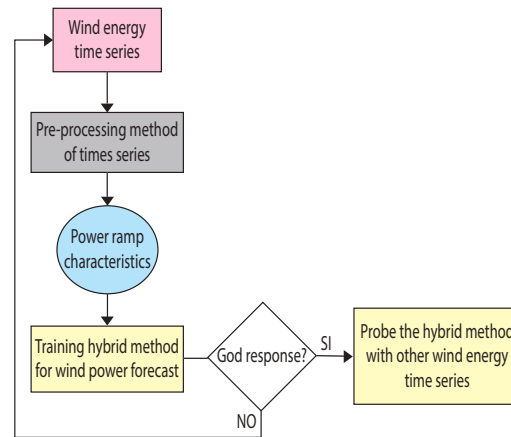 Wind energy
time series
Pre-processing method
of times series
Power ramp
characteristics
Training hybrid method
for wind power forecast
God response?
SI
NO
Probe the hybrid method
with other wind energy
time series